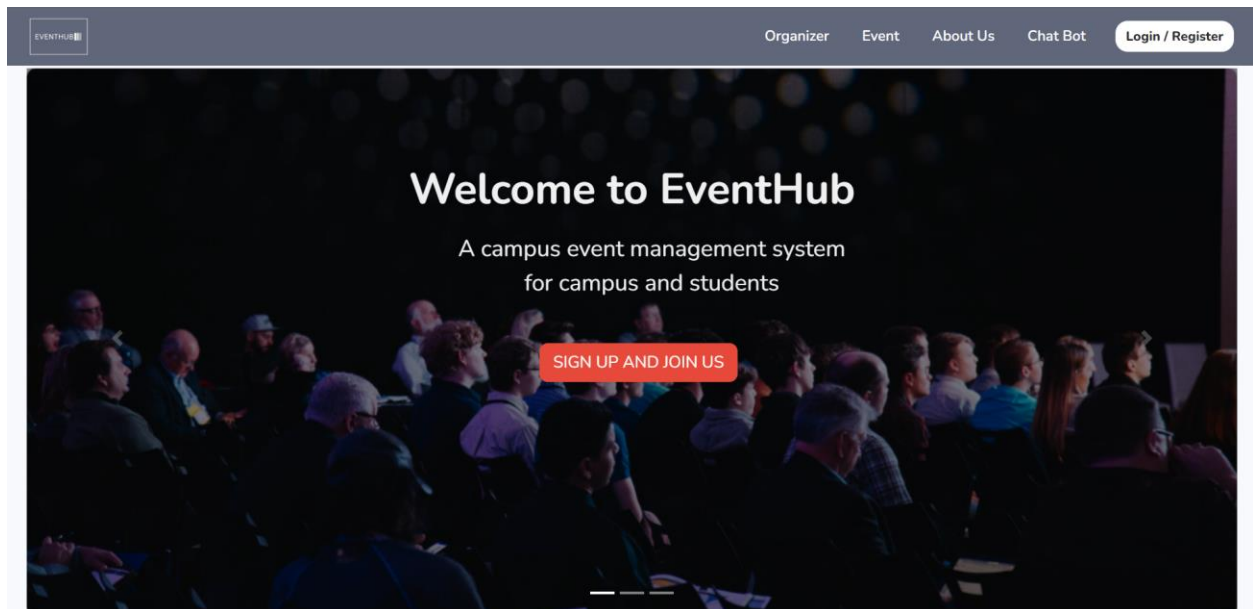 EVENTHUB
Organizer Event About Us Chat Bot Login / Register
Welcome to EventHub
A campus event management system
for campus and students
SIGN UP AND JOIN US